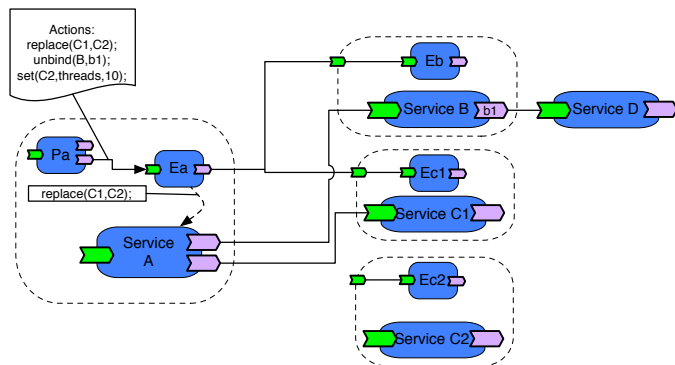 Actions:
replace(C1,C2);
unbind(B,b1);
set(C2,threads,10);
Eb
Service B
b1
Service D
Pa
Ea
Ec1
replace(C1,C2);
Service C1
Service
A
Ec2
Service C2